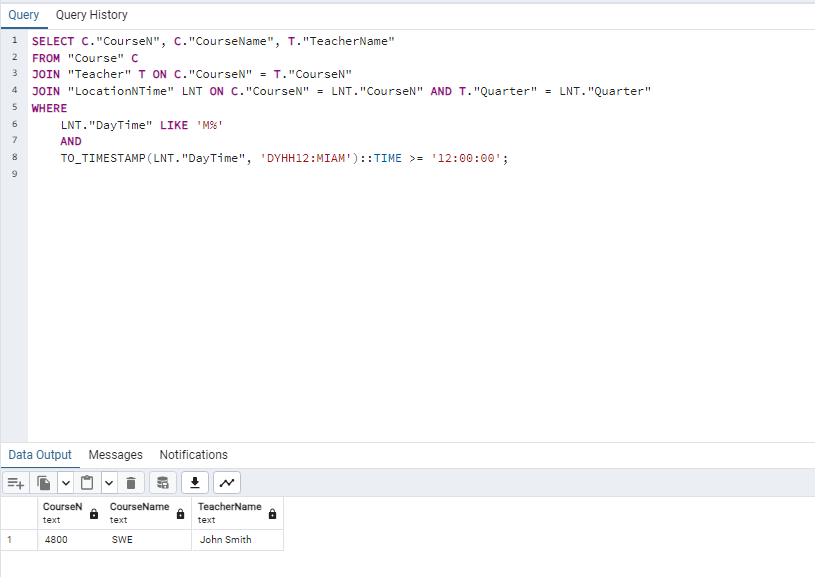 Query Query History
1 SELECT C."CourseN", C."CourseName", T."TeacherName"
2 FROM "Course" C
3 JOIN "Teacher" T ON C."CourseN" = T."CourseN"
4 JOIN "LocationNTime" LNT ON C."CourseN" = LNT."CourseN" AND T."Quarter" = LNT."Quarter"
5 WHERE
6 LNT."DayTime" LIKE 'M%'
7 AND
8 TO_TIMESTAMP(LNT."DayTime", 'DYHH12:MIAM')::TIME >= '12:00:00';
9
Data Output Messages Notifications
CourseN CourseName TeacherName
text text text
1 4800 SWE John Smith